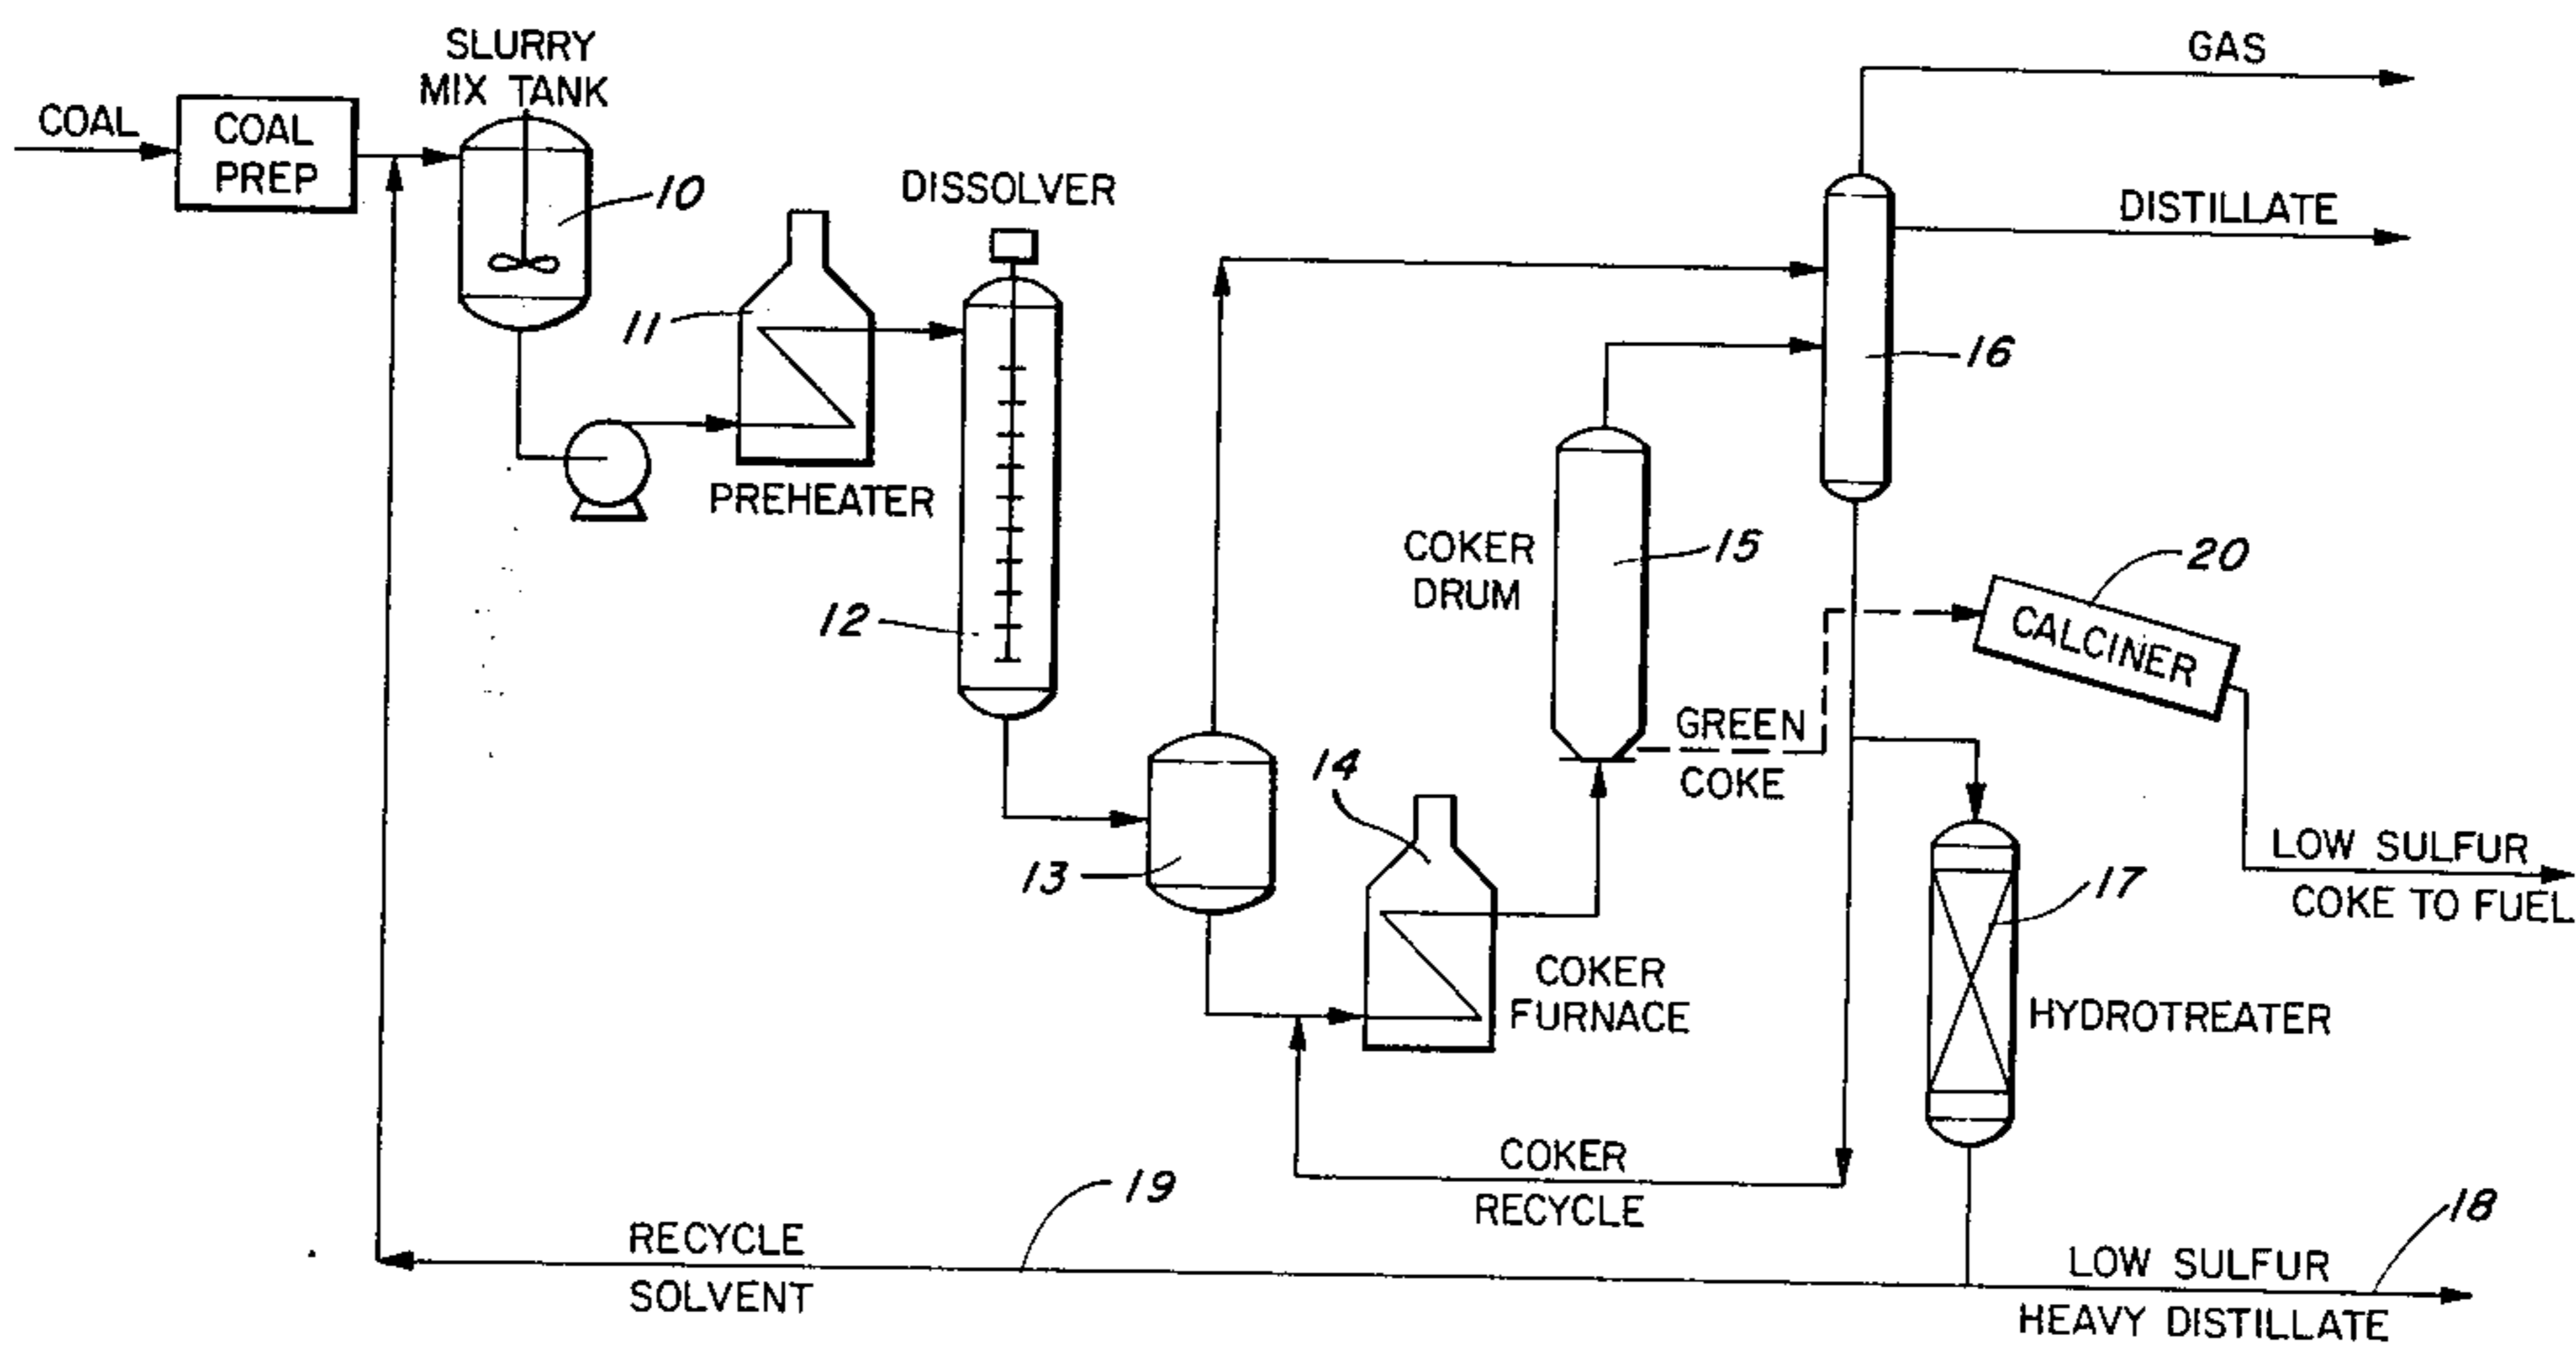 SLURRY
MIX TANK
COAL
COAL
PREP
10
DISSOLVER
11
PREHEATER
12
13
14
COKER
FURNACE
COKER
DRUM
15
GREEN
COKE
16
GAS
DISTILLATE
20
CALCINER
LOW SULFUR
COKE TO FUEL
17
HYDROTREATER
COKER
RECYCLE
19
RECYCLE
SOLVENT
18
LOW SULFUR
HEAVY DISTILLATE